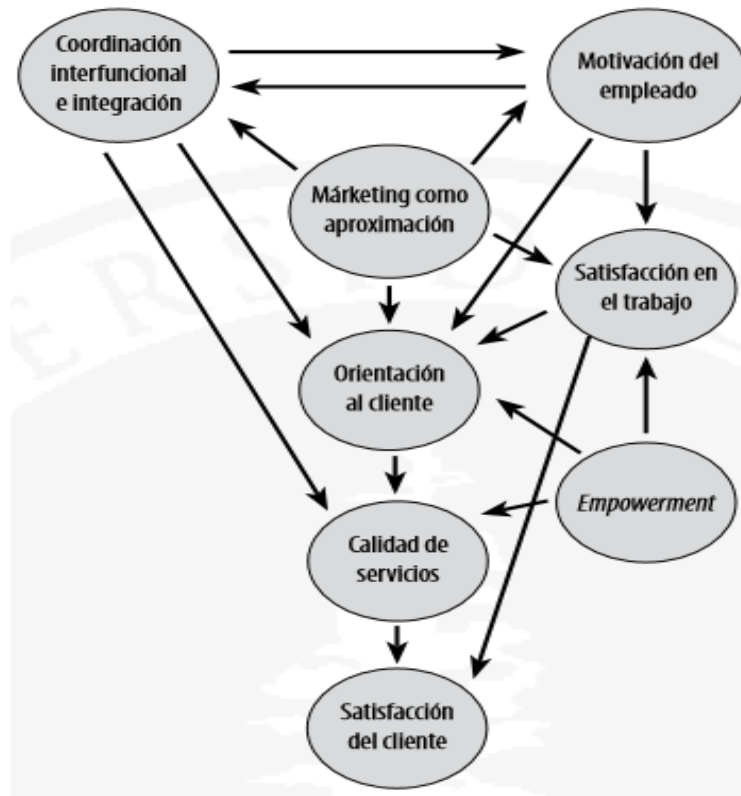 Coordinación
interfuncional
e integración
Motivación del
empleado
Márketing como
aproximación
Satisfacción en
el trabajo
Orientación
al cliente
Empowerment
Calidad de
servicios
Satisfacción
del cliente